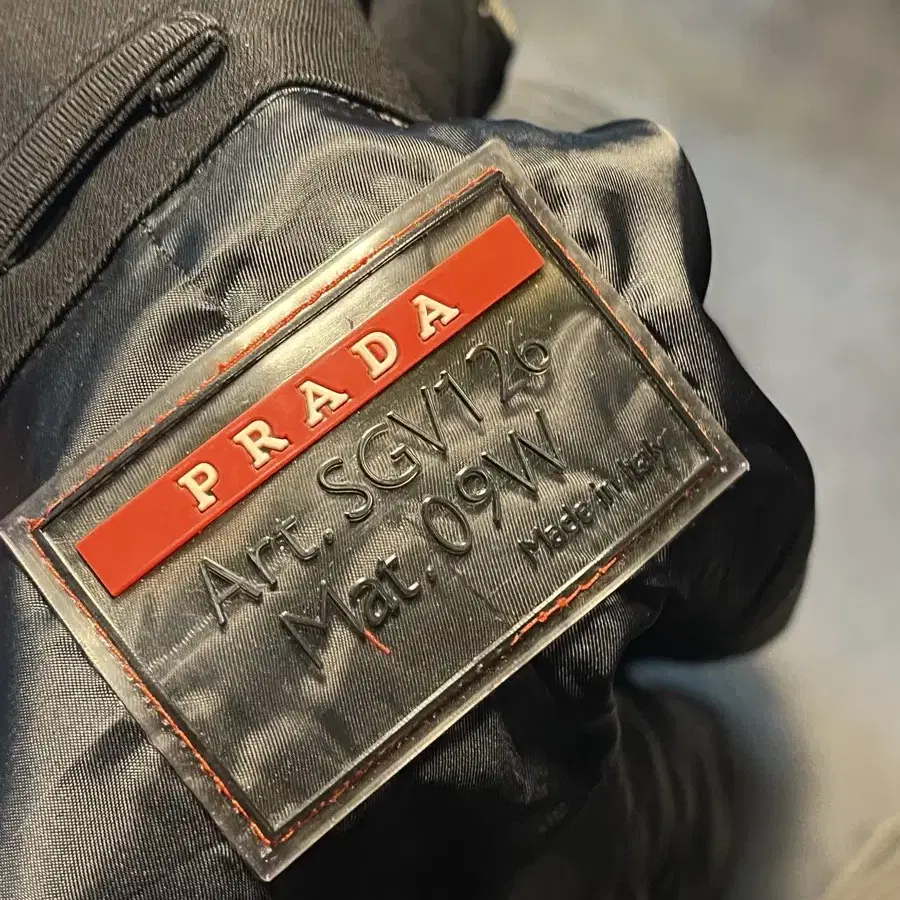 PRADA
Art. SGV126
Mat. 09W
Made in Italy